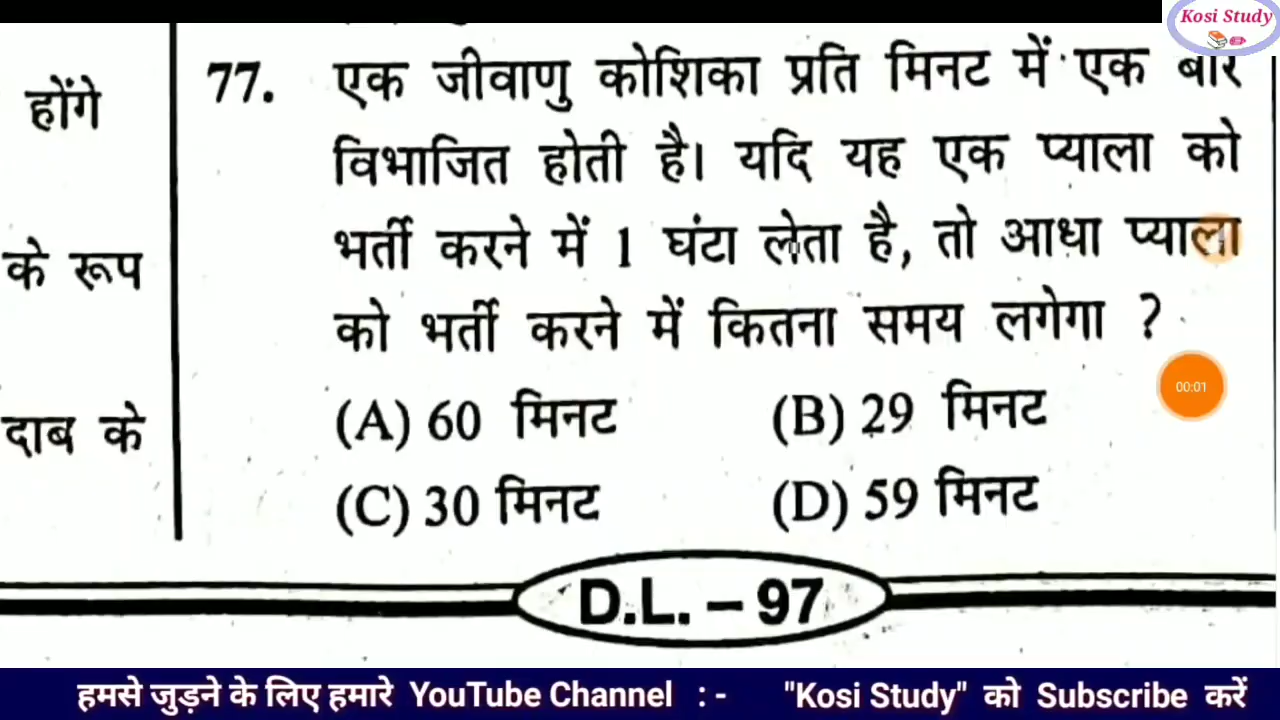 Kosi Study
होंगे
77. एक जीवाणु कोशिका प्रति मिनट में एक बार
विभाजित होती है। यदि यह एक प्याला को
भर्ती करने में 1 घंटा लेता है, तो आधा प्याला
के रूप
को भर्ती करने में कितना समय लगेगा ?
00:01
(A) 60 मिनट (B) 29 मिनट
दाब के
(C) 30 मिनट (D) 59 मिनट
D.L. – 97
हमसे जुड़ने के लिए हमारे YouTube Channel : - "Kosi Study" को Subscribe करें